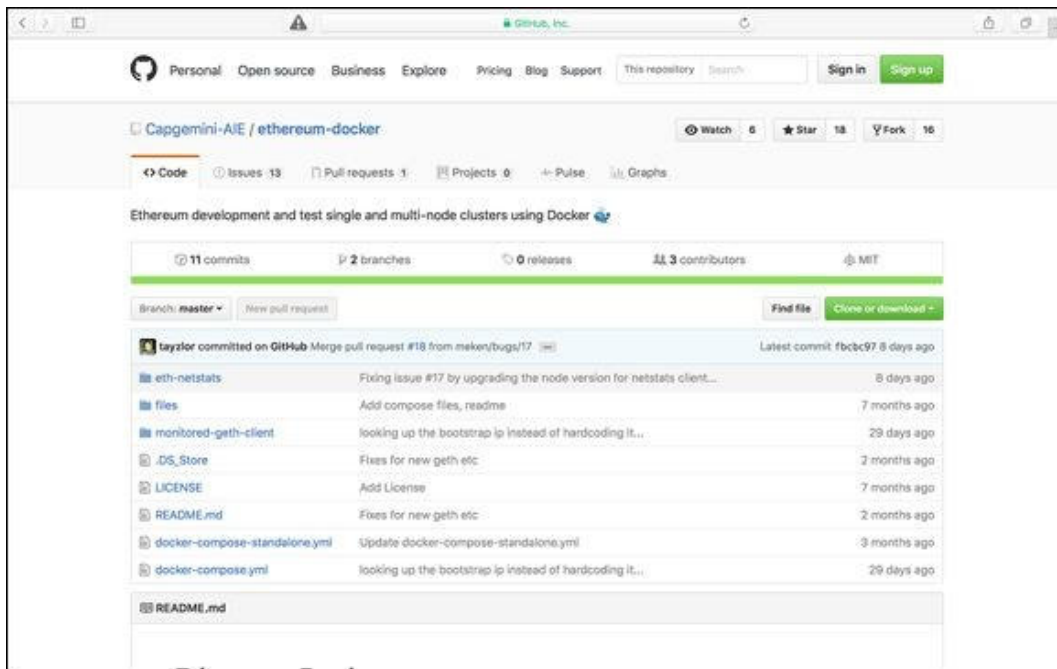 GitHub, Inc.
Personal Open source Business Explore Pricing Blog Support This repository Search Sign in Sign up
Capgemini-AIE / ethereum-docker Watch 6 Star 18 Fork 16
Code Issues 13 Pull requests 1 Projects 0 Pulse Graphs
Ethereum development and test single and multi-node clusters using Docker
11 commits 2 branches 0 releases 3 contributors MIT
Branch: master New pull request Find file Clone or download
tayzlor committed on GitHub Merge pull request #18 from meken/bugs/17 Latest commit fbcbc97 8 days ago
eth-netstats Fixing issue #17 by upgrading the node version for netstats client... 8 days ago
files Add compose files, readme 7 months ago
monitored-geth-client looking up the bootstrap ip instead of hardcoding it... 29 days ago
.DS_Store Fixes for new geth etc 2 months ago
LICENSE Add License 7 months ago
README.md Fixes for new geth etc 2 months ago
docker-compose-standalone.yml Update docker-compose-standalone.yml 3 months ago
docker-compose.yml looking up the bootstrap ip instead of hardcoding it... 29 days ago
README.md